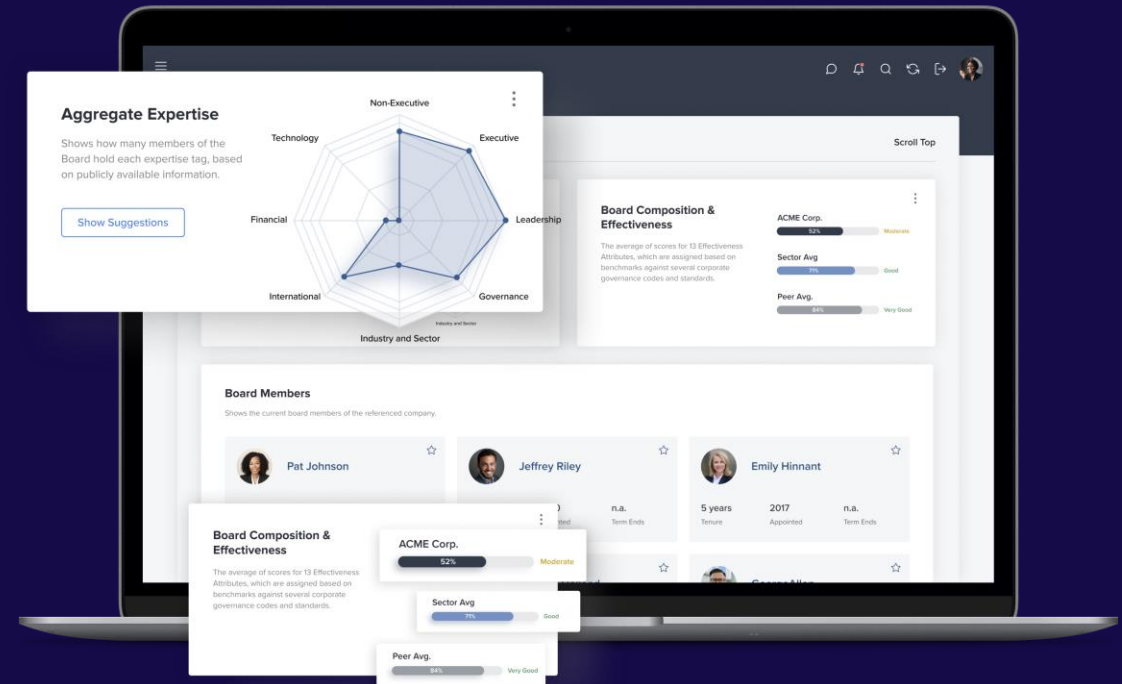 Aggregate Expertise
Shows how many members of the
Board hold each expertise tag, based
on publicly available information.
Show Suggestions
Non-Executive
Technology
Executive
Financial
Leadership
International
Governance
Industry and Sector
Industry and Sector
Scroll Top
Board Composition &
Effectiveness
The average of scores for 13 Effectiveness
Attributes, which are assigned based on
benchmarks against several corporate
governance codes and standards.
ACME Corp.
52%
Moderate
Sector Avg
71%
Good
Peer Avg.
84%
Very Good
Board Members
Shows the current board members of the referenced company.
Pat Johnson
Jeffrey Riley
n.a.
Term Ends
Emily Hinnant
5 years
2017
n.a.
Tenure
Appointed
Term Ends
Board Composition &
Effectiveness
The average of scores for 13 Effectiveness
Attributes, which are assigned based on
benchmarks against several corporate
governance codes and standards.
ACME Corp.
52%
Moderate
Sector Avg
71%
Good
Peer Avg.
84%
Very Good